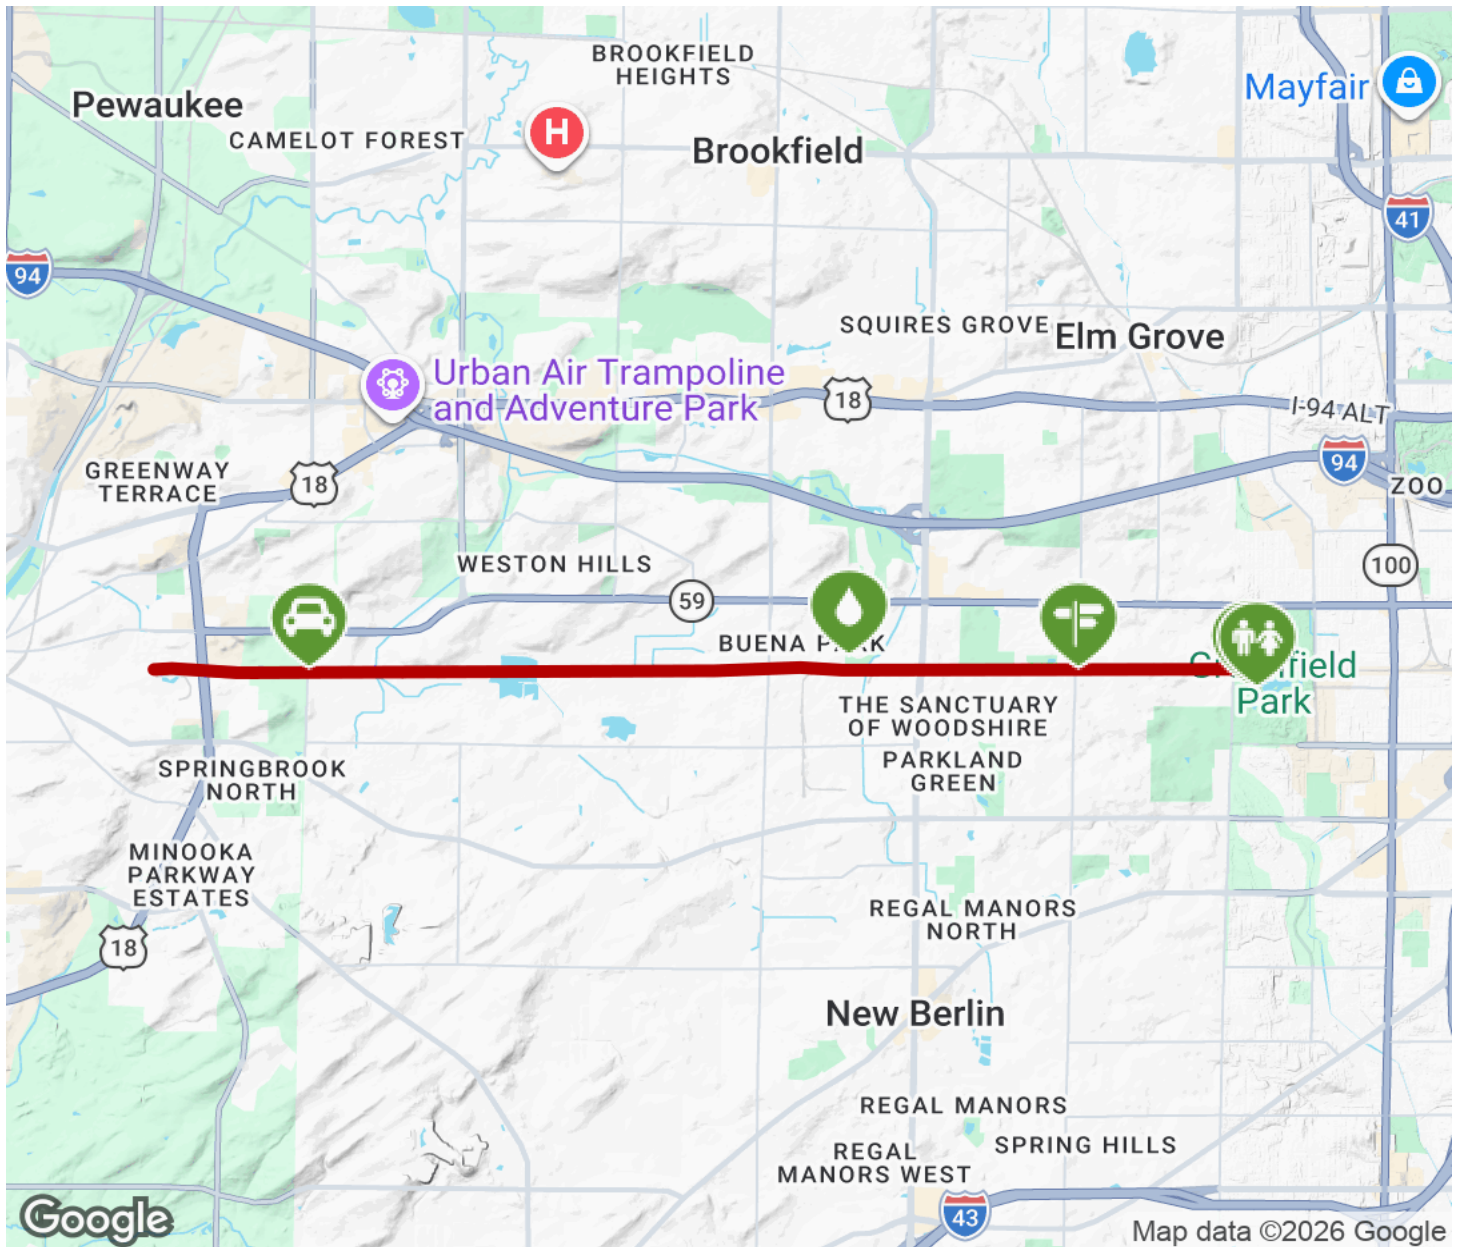 BROOKFIELD
HEIGHTS
Mayfair
Pewaukee
CAMELOT FOREST
H
Brookfield
41
94
SQUIRES GROVE
Elm Grove
Urban Air Trampoline
and Adventure Park
18
I-94 ALT
GREENWAY
TERRACE
18
94
ZOO
WESTON HILLS
100
59
BUENA PARK
Greenfield
Park
THE SANCTUARY
OF WOODSHIRE
PARKLAND
GREEN
SPRINGBROOK
NORTH
MINOOKA
PARKWAY
ESTATES
REGAL MANORS
NORTH
18
New Berlin
REGAL MANORS
SPRING HILLS
REGAL
MANORS WEST
43
Google
Map data ©2026 Google